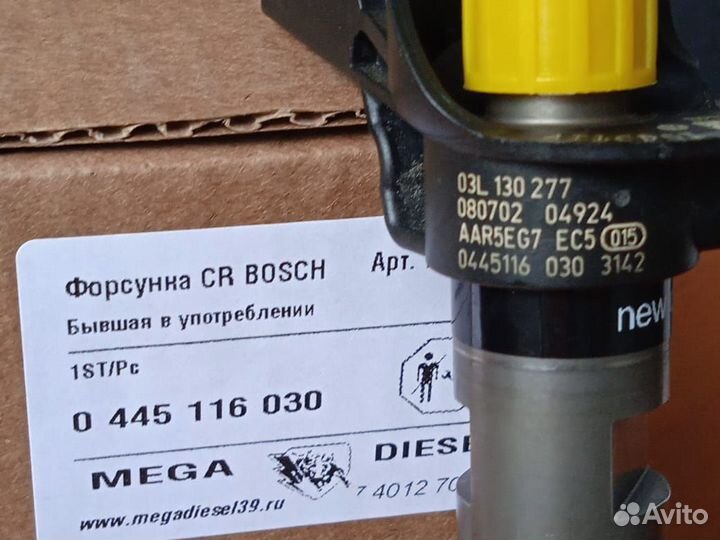 03L 130 277
080702 04924
AAR5EG7 EC5 015
0445116 030 3142
new
Форсунка CR BOSCH Арт.
Бывшая в употреблении
1ST/Pc
0 445 116 030
MEGA DIESE
7 4012 70
www.megadiesel39.ru
Avito